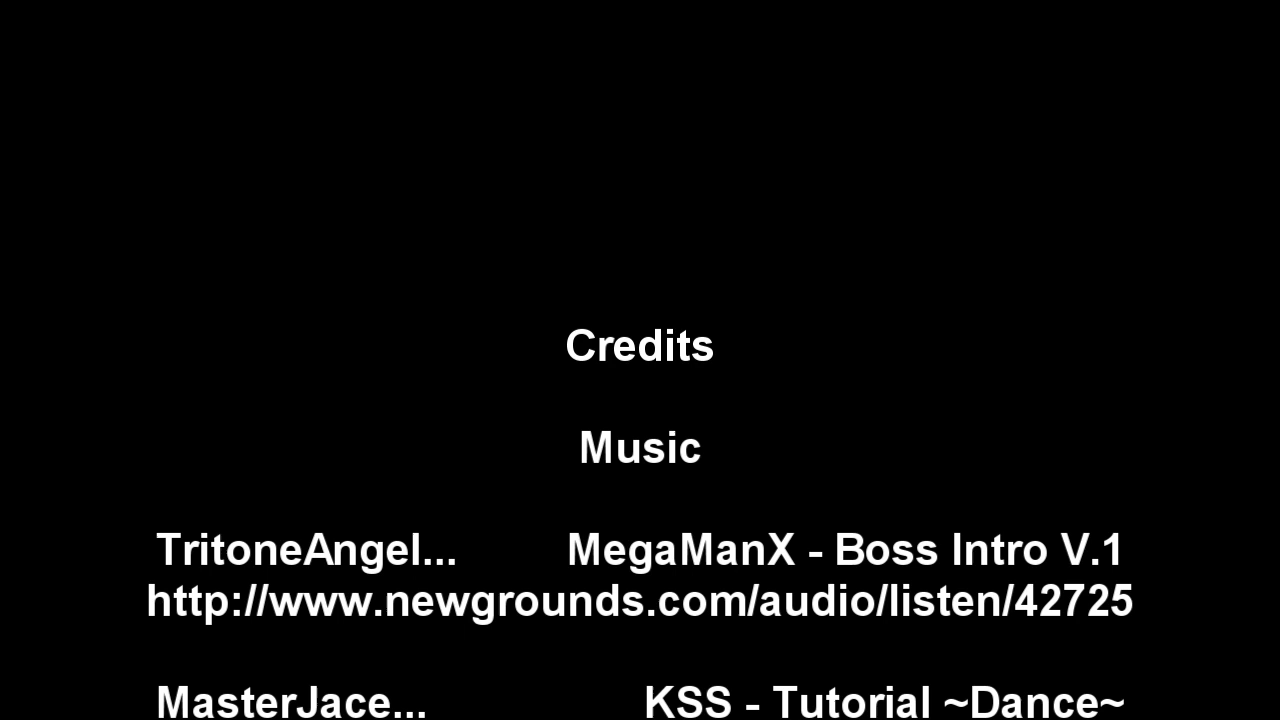 Credits
Music
TritoneAngel... MegaManX - Boss Intro V.1
http://www.newgrounds.com/audio/listen/42725
MasterJace... KSS - Tutorial ~Dance~